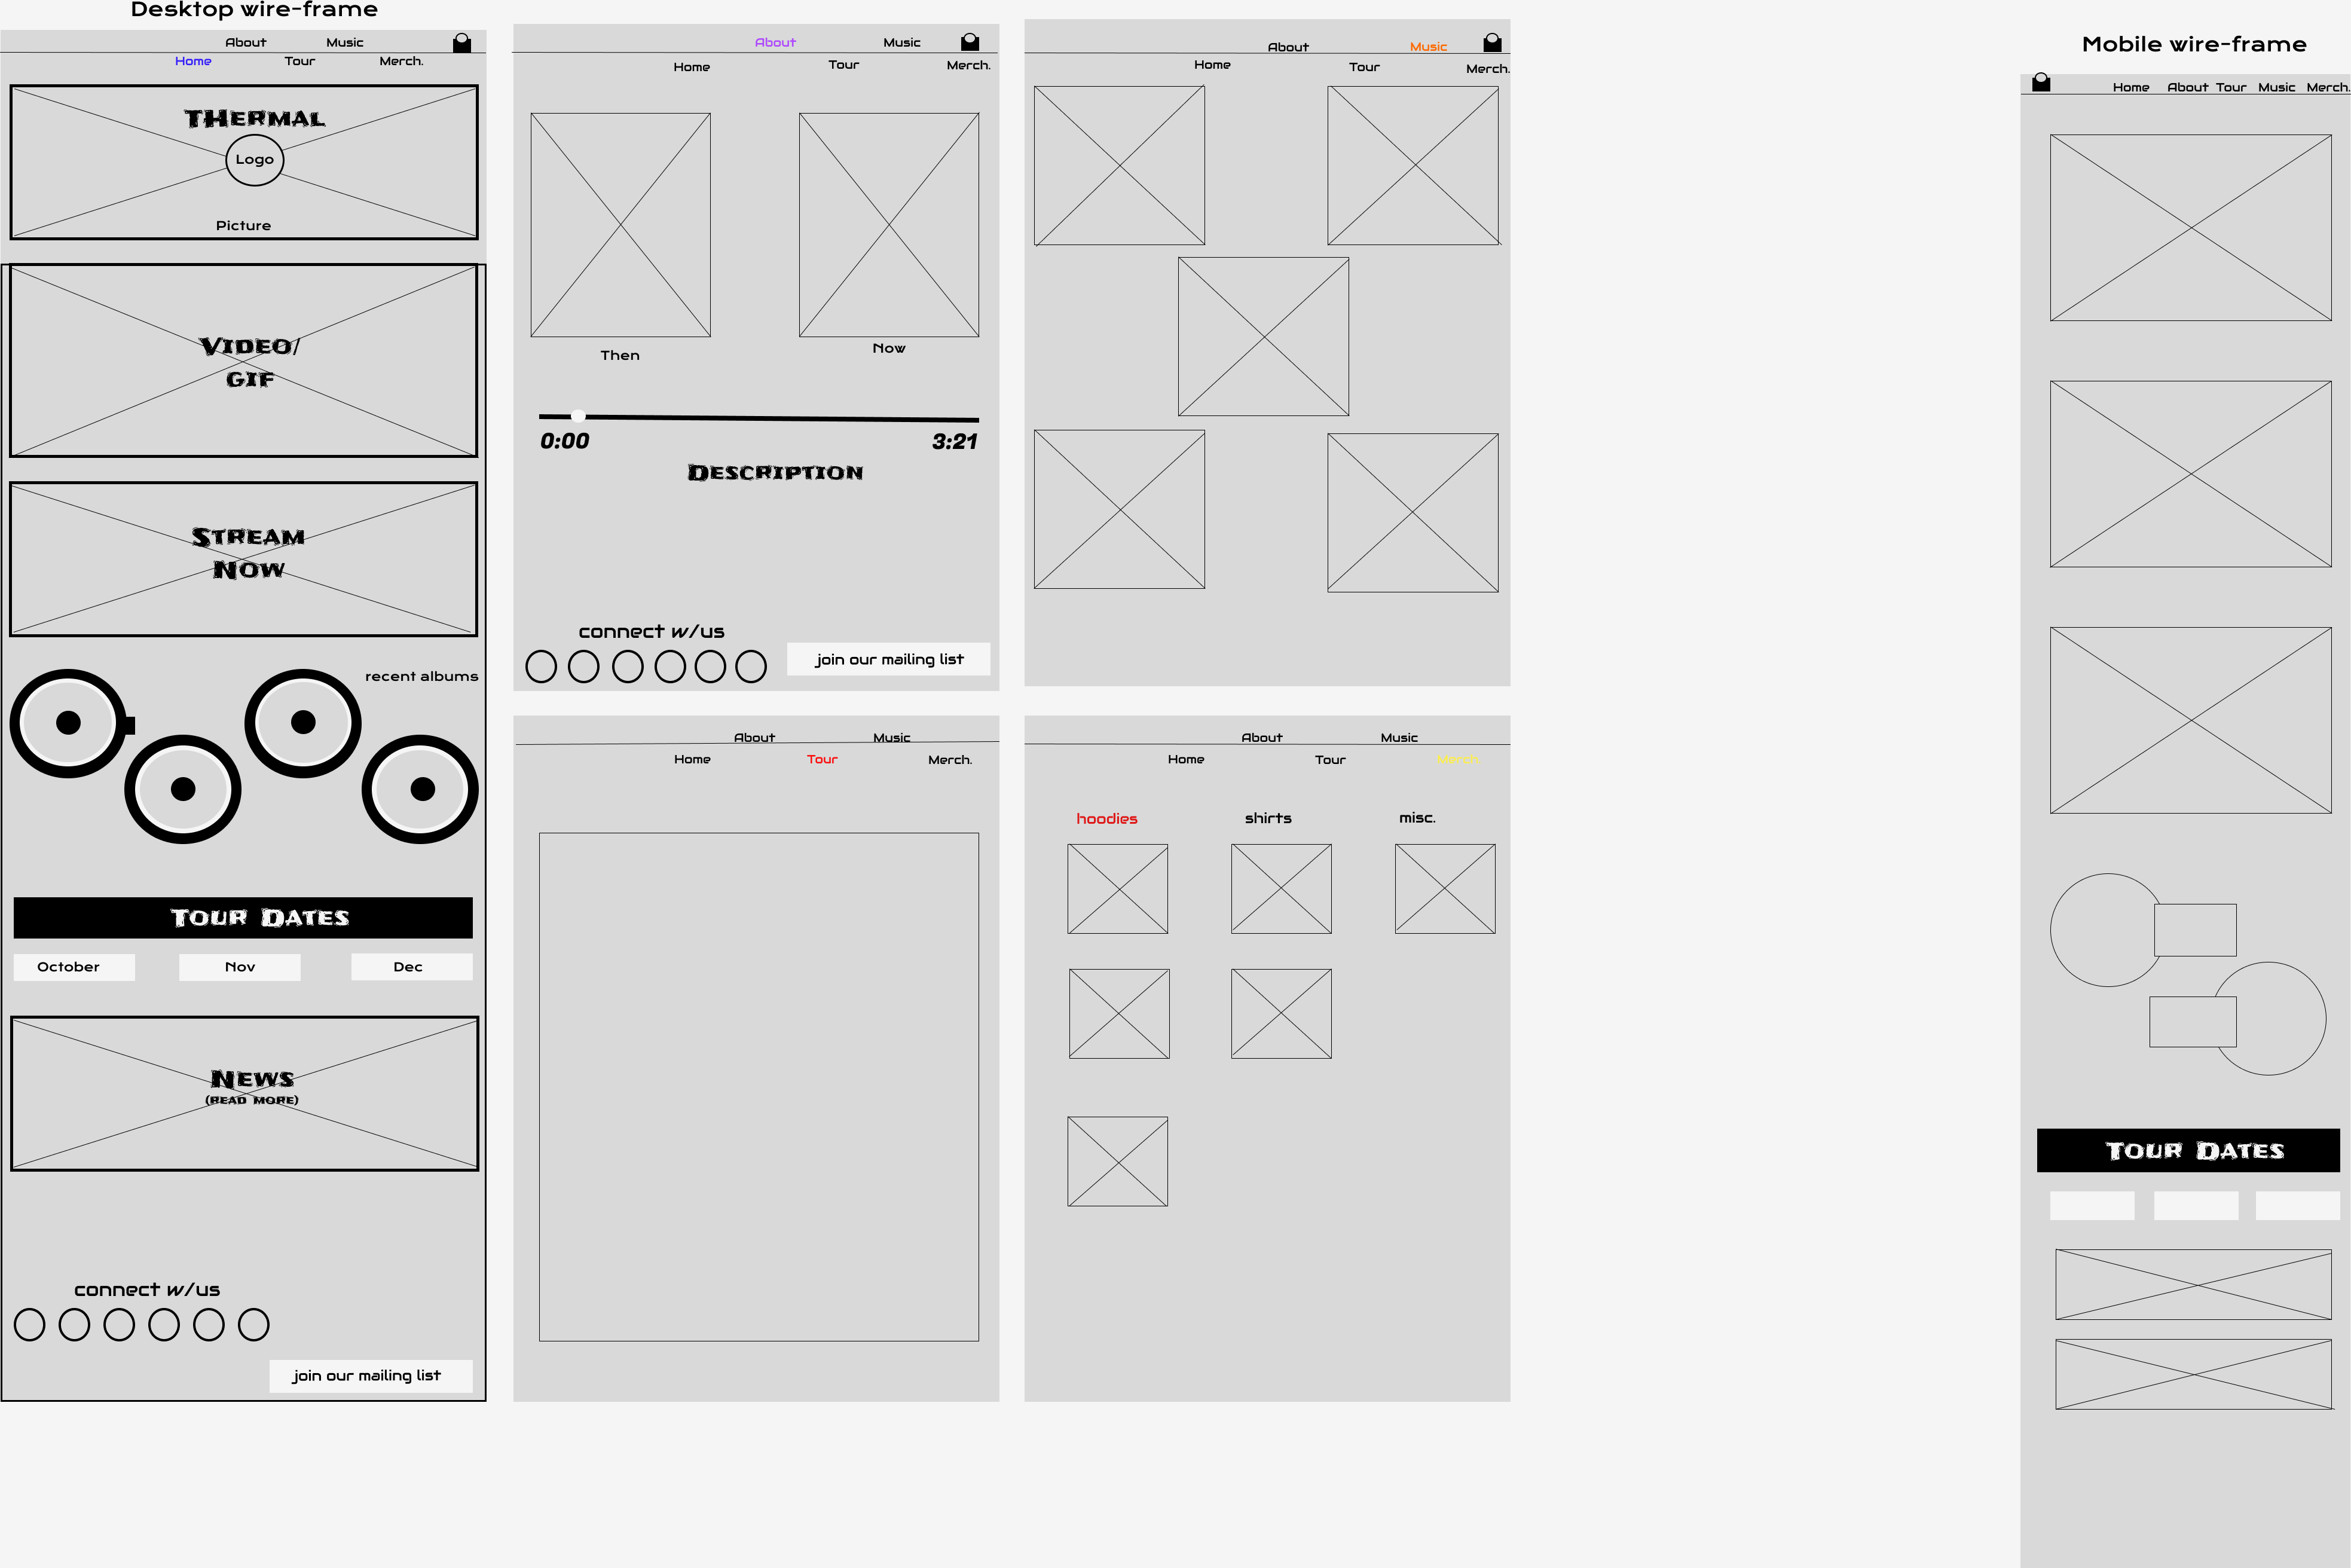 Desktop wire-frame
About Music
Home Tour Merch.
THermal
Logo
Picture
Video/
gif
Stream
Now
recent albums
Tour Dates
October Nov Dec
News
(read more)
connect w/us
join our mailing list
About Music
Home Tour Merch.
Then Now
0:00 3:21
Description
connect w/us
join our mailing list
About Music
Home Tour Merch.
About Music
Home Tour Merch.
About Music
Home Tour Merch.
hoodies shirts misc.
Mobile wire-frame
Home About Tour Music Merch.
Tour Dates